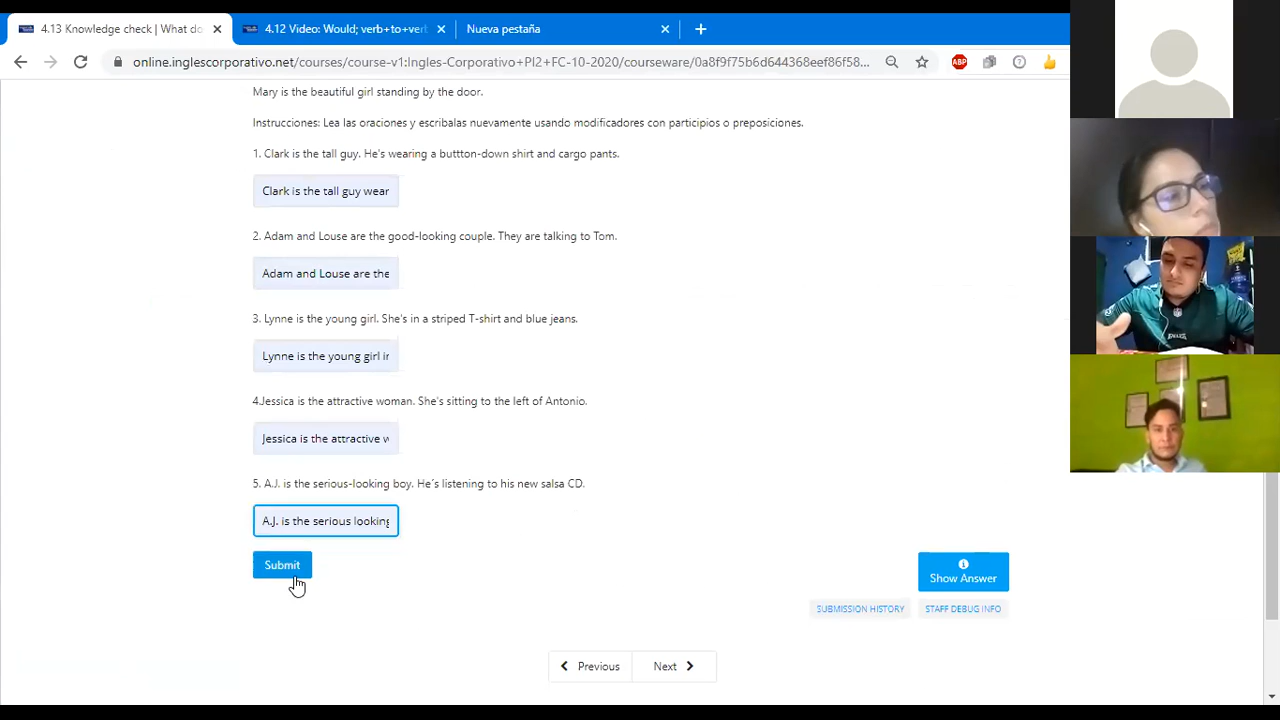 4.13 Knowledge check | What do
4.12 Video: Would; verb+to+verb
Nueva pestaña
online.inglescorporativo.net/courses/course-v1:Ingles-Corporativo+PI2+FC-10-2020/courseware/0a8f9f75b6d644368eef86f58...
ABP
Mary is the beautiful girl standing by the door.
Instrucciones: Lea las oraciones y escribalas nuevamente usando modificadores con participios o preposiciones.
1. Clark is the tall guy. He's wearing a buttton-down shirt and cargo pants.
Clark is the tall guy wear
2. Adam and Louse are the good-looking couple. They are talking to Tom.
Adam and Louse are the
3. Lynne is the young girl. She's in a striped T-shirt and blue jeans.
Lynne is the young girl ir
4.Jessica is the attractive woman. She's sitting to the left of Antonio.
Jessica is the attractive w
5. A.J. is the serious-looking boy. He´s listening to his new salsa CD.
A.J. is the serious looking
Submit
Show Answer
SUBMISSION HISTORY
STAFF DEBUG INFO
Previous
Next
EAGLES